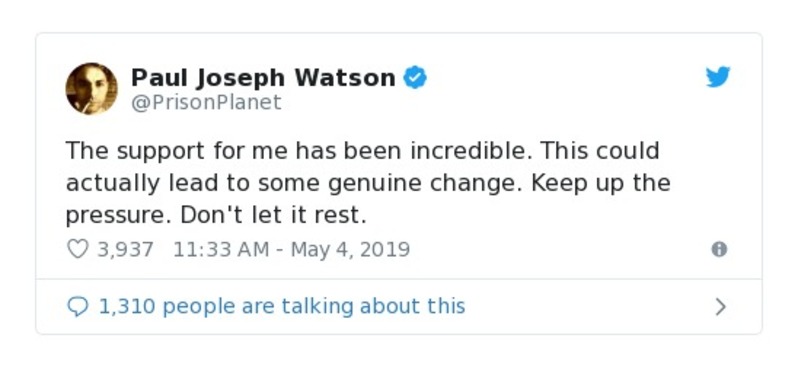 Paul Joseph Watson
@PrisonPlanet
The support for me has been incredible. This could
actually lead to some genuine change. Keep up the
pressure. Don't let it rest.
3,937 11:33 AM - May 4, 2019
1,310 people are talking about this